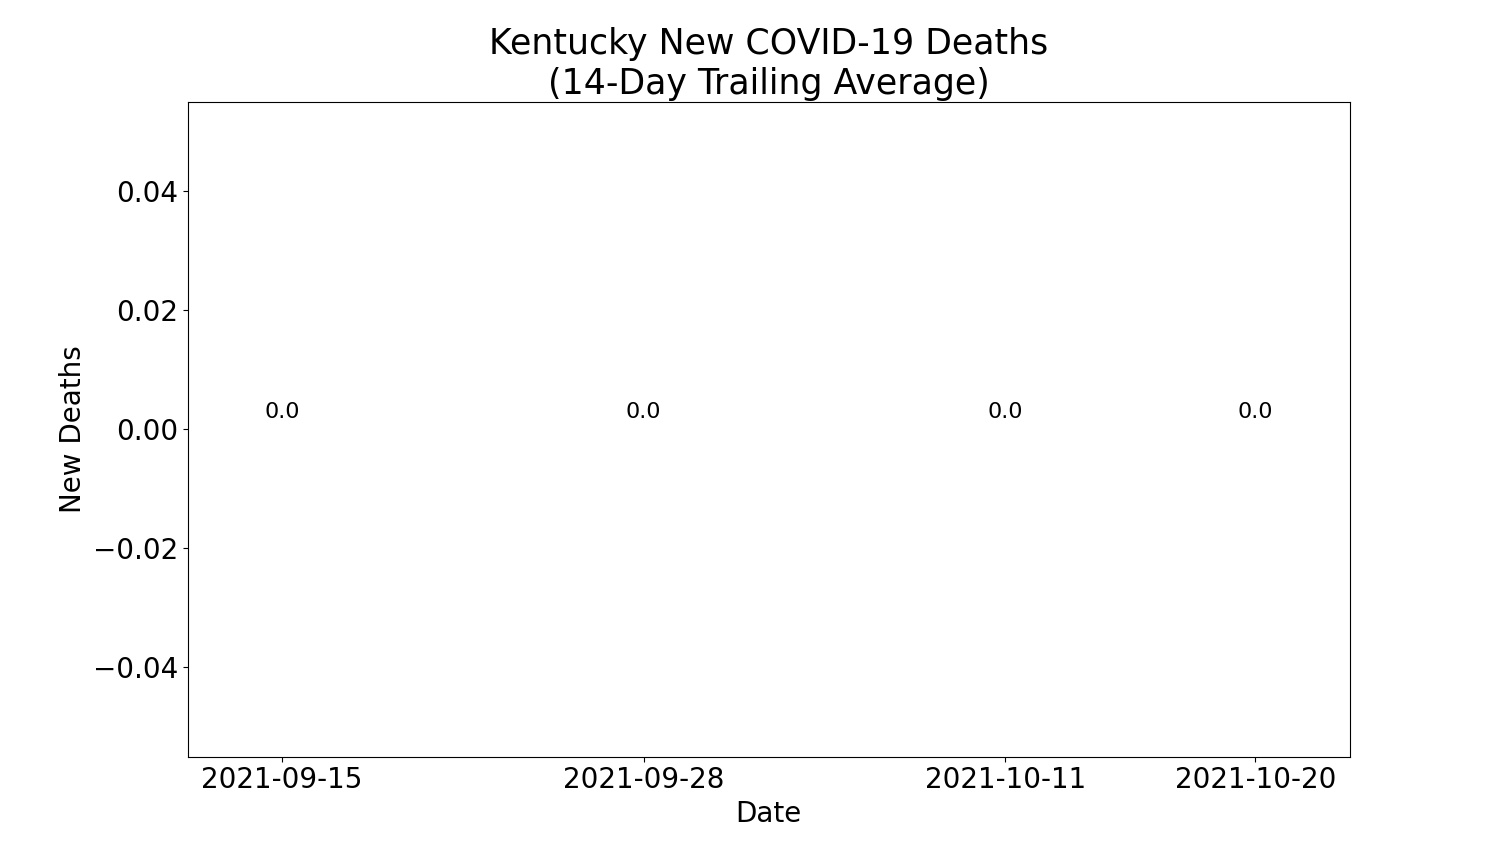 Kentucky New COVID-19 Deaths
(14-Day Trailing Average)
0.04
0.02
0.00
−0.02
−0.04
New Deaths
0.0 0.0 0.0 0.0
2021-09-15 2021-09-28 2021-10-11 2021-10-20
Date